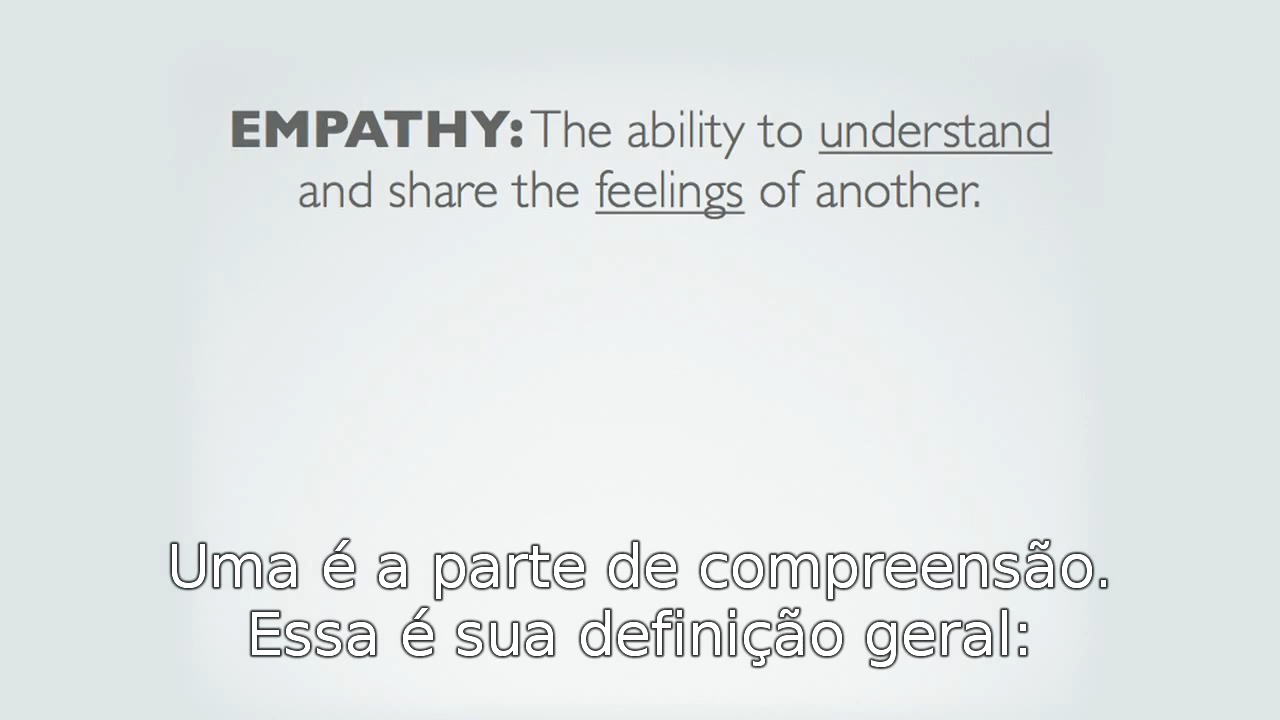 EMPATHY: The ability to understand
and share the feelings of another.
Uma é a parte de compreensão.
Essa é sua definição geral: